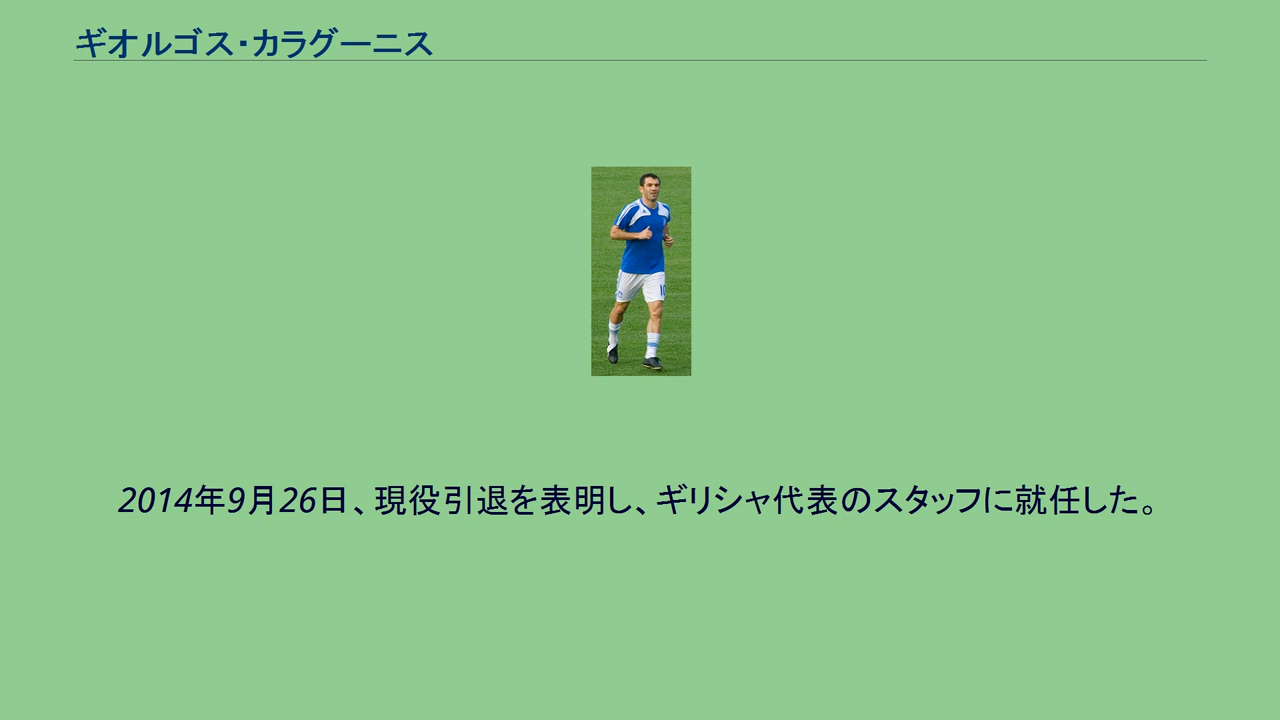 ギオルゴス・カラグーニス
2014年9月26日、現役引退を表明し、ギリシャ代表のスタッフに就任した。